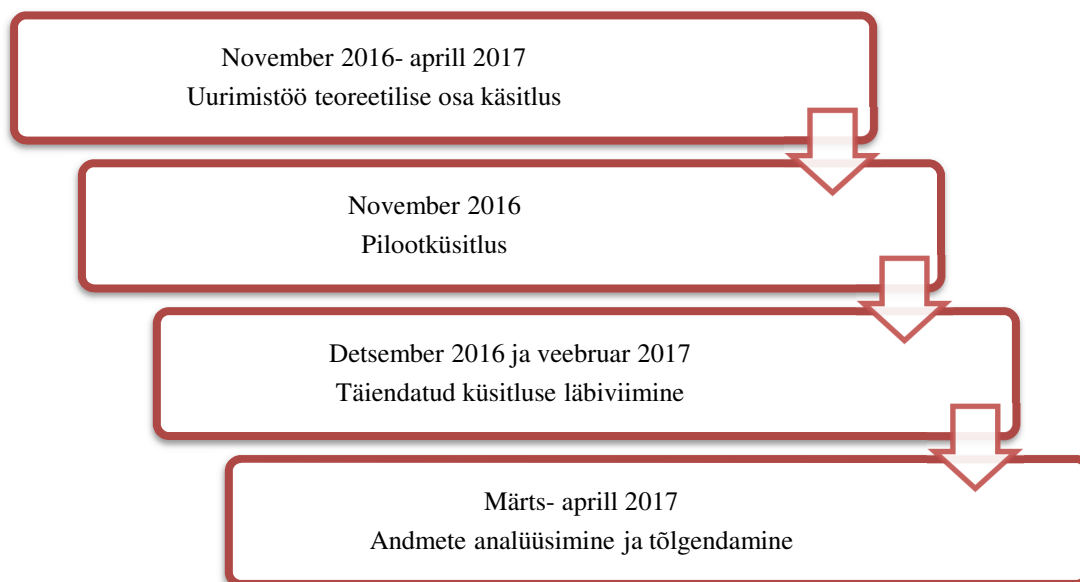 November 2016- aprill 2017
Uurimistöö teoreetilise osa käsitlus
November 2016
Pilootküsitlus
Detsember 2016 ja veebruar 2017
Täiendatud küsitluse läbiviimine
Märts- aprill 2017
Andmete analüüsimine ja tõlgendamine